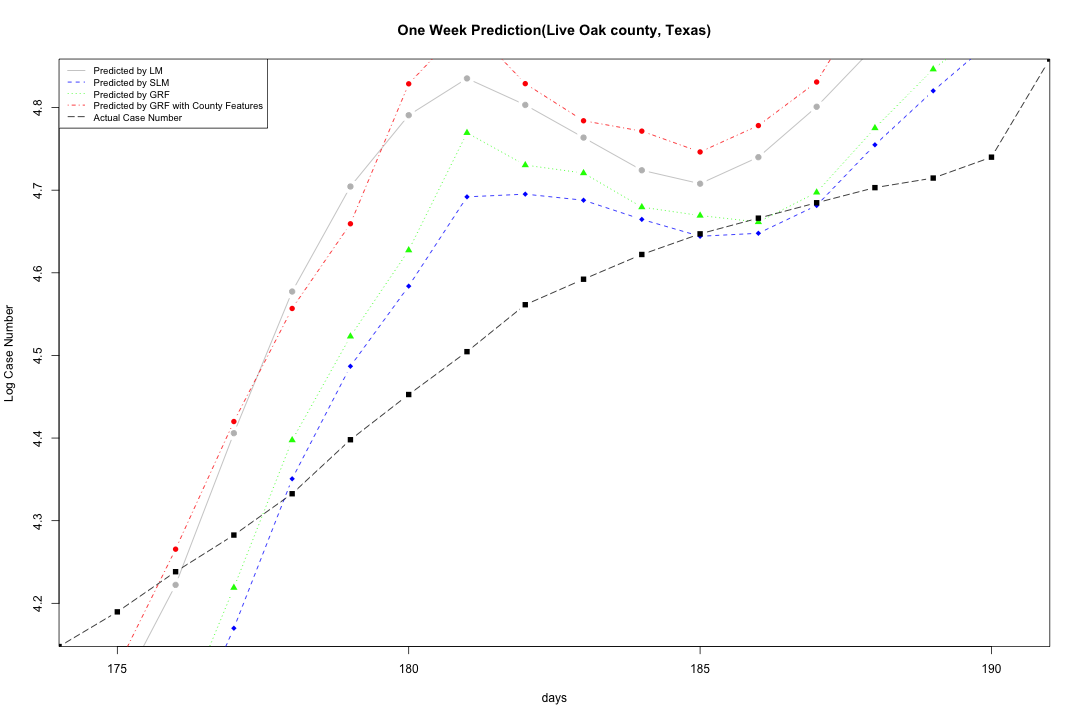 One Week Prediction(Live Oak county, Texas)
Predicted by LM
Predicted by SLM
Predicted by GRF
Predicted by GRF with County Features
Actual Case Number
4.8
4.7
4.6
4.5
4.4
4.3
4.2
Log Case Number
175 180 185 190
days